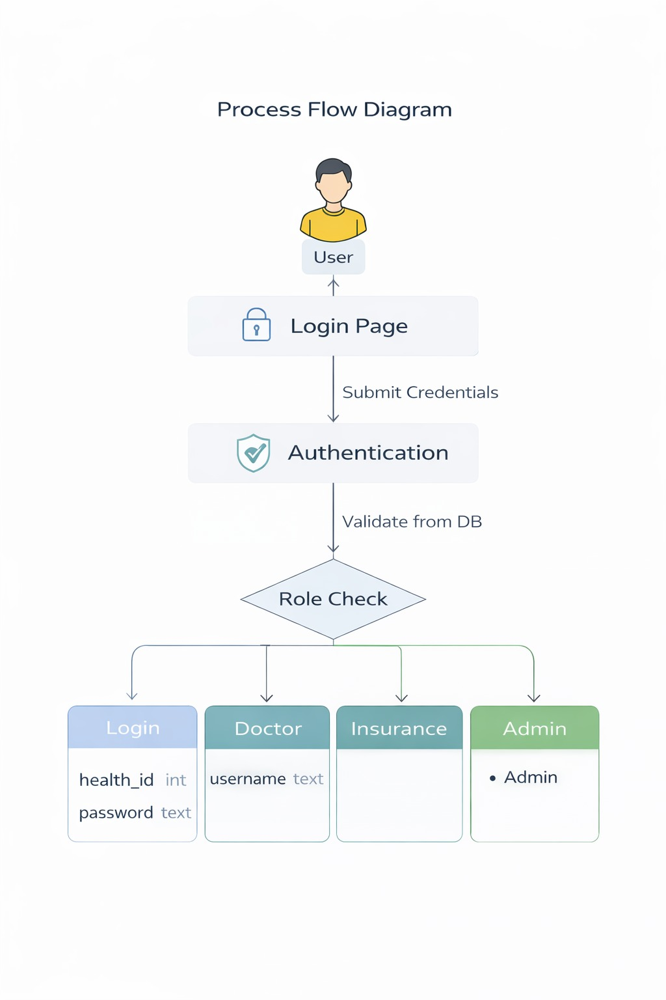 Process Flow Diagram
User
Login Page
Submit Credentials
Authentication
Validate from DB
Role Check
Login
health_id int
password text
Doctor
username text
Insurance
Admin
• Admin